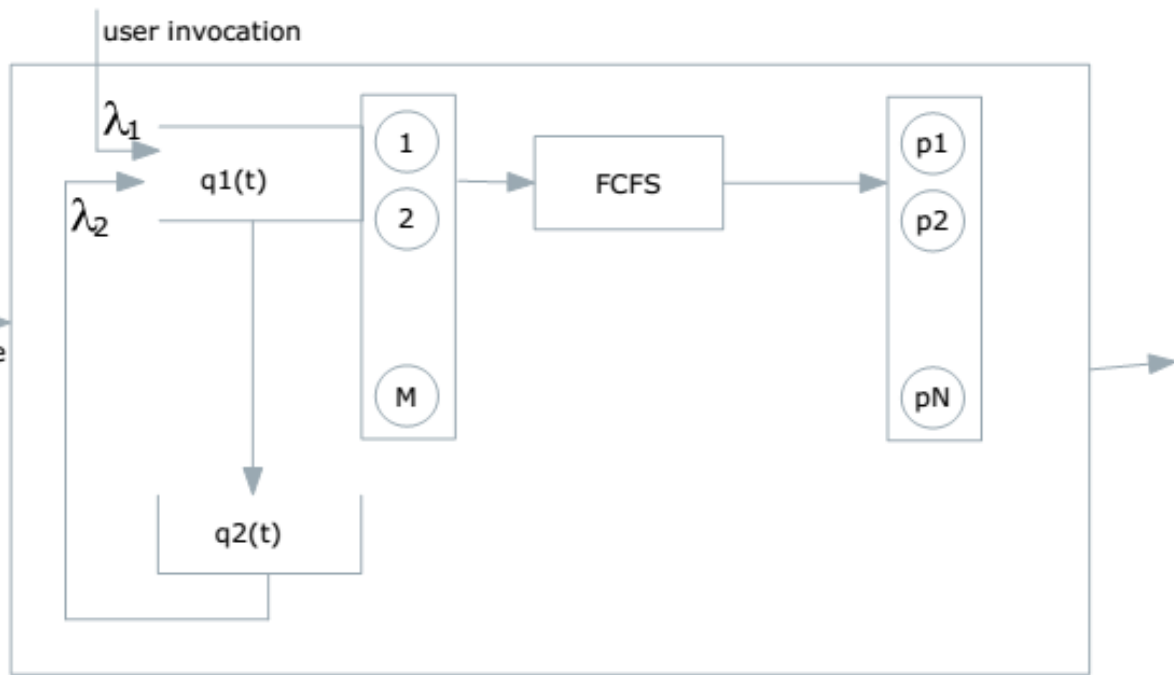 user invocation
λ1
q1(t)
λ2
1
2
M
FCFS
p1
p2
pN
e
q2(t)